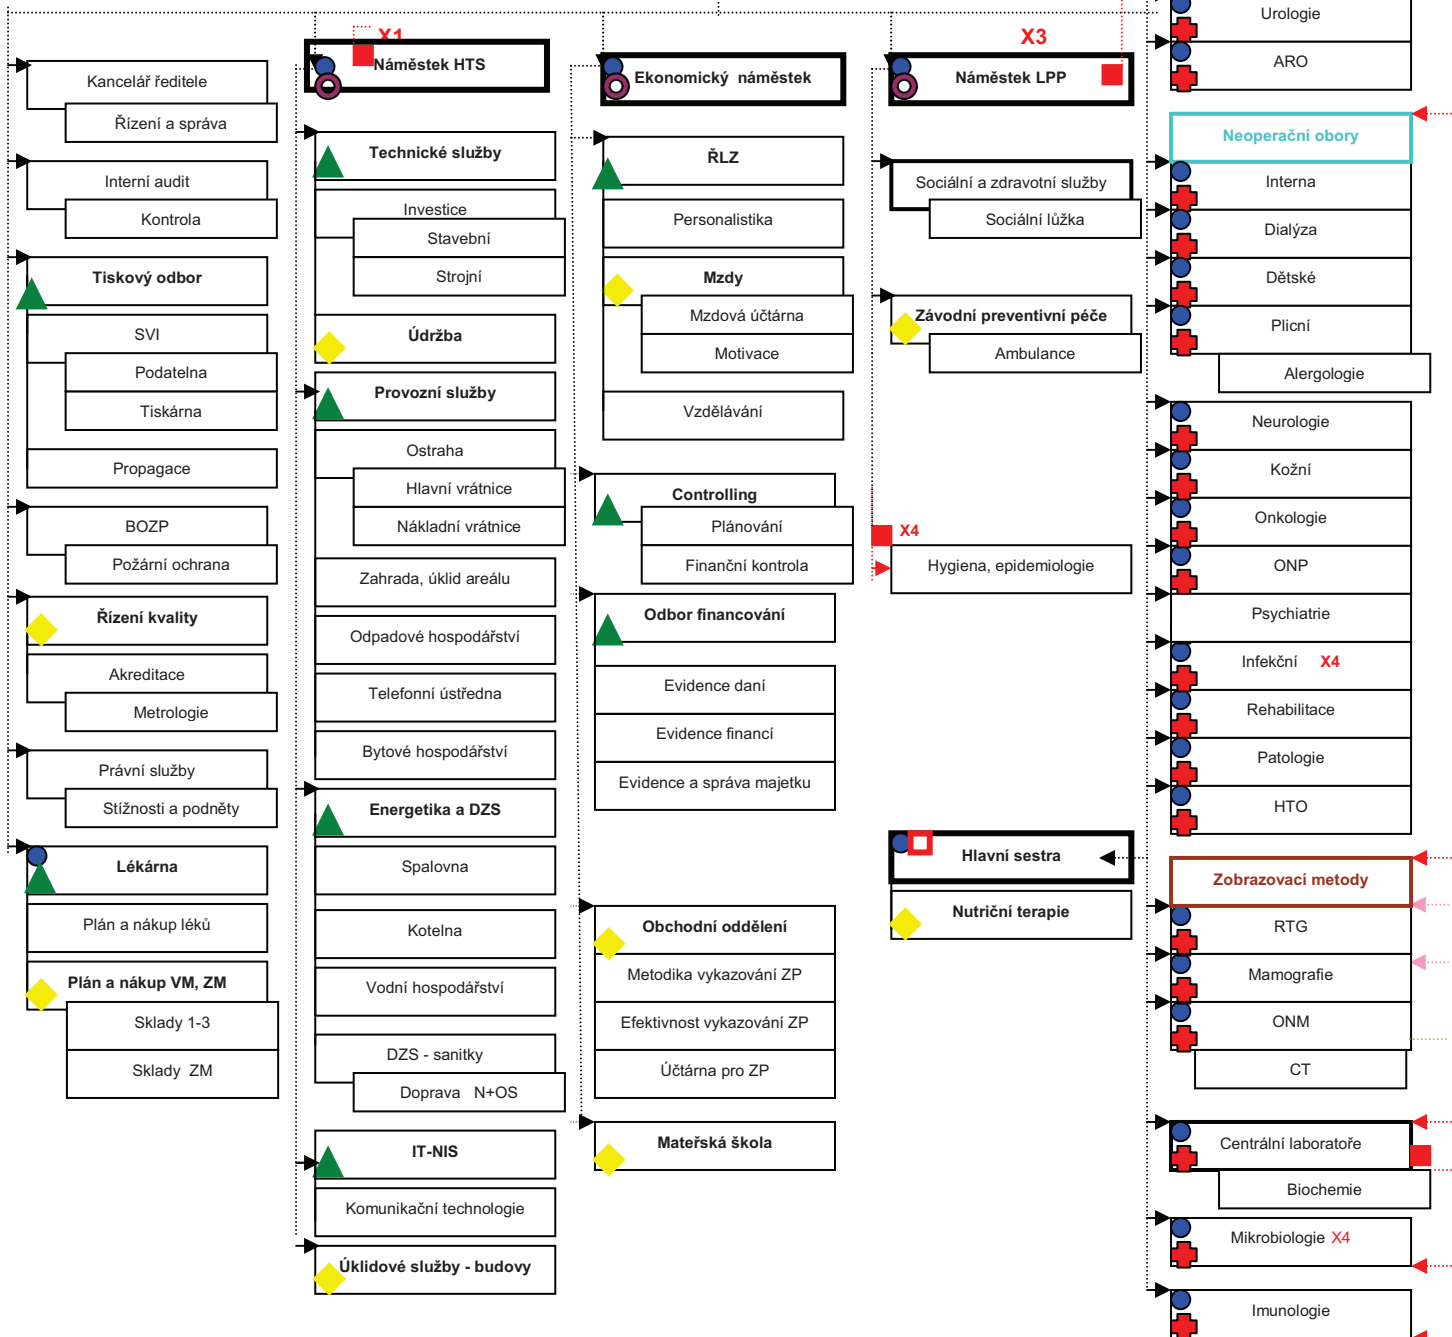 Kancelář ředitele
Řízení a správa
Interní audit
Kontrola
Tiskový odbor
SVI
Podatelna
Tiskárna
Propagace
BOZP
Požární ochrana
Řízení kvality
Akreditace
Metrologie
Právní služby
Stížnosti a podněty
Lékárna
Plán a nákup léků
Plán a nákup VM, ZM
Sklady 1-3
Sklady ZM
X1
Náměstek HTS
Technické služby
Investice
Stavební
Strojní
Údržba
Provozní služby
Ostraha
Hlavní vrátnice
Nákladní vrátnice
Zahrada, úklid areálu
Odpadové hospodářství
Telefonní ústředna
Bytové hospodářství
Energetika a DZS
Spalovna
Kotelna
Vodní hospodářství
DZS - sanitky
Doprava N+OS
IT-NIS
Komunikační technologie
Úklidové služby - budovy
Ekonomický náměstek
ŘLZ
Personalistika
Mzdy
Mzdová účtárna
Motivace
Vzdělávání
Controlling
Plánování
Finanční kontrola
Odbor financování
Evidence daní
Evidence financí
Evidence a správa majetku
Obchodní oddělení
Metodika vykazování ZP
Efektivnost vykazování ZP
Účtárna pro ZP
Mateřská škola
X3
Náměstek LPP
Sociální a zdravotní služby
Sociální lůžka
Závodní preventivní péče
Ambulance
X4
Hygiena, epidemiologie
Hlavní sestra
Nutriční terapie
Urologie
ARO
Neoperační obory
Interna
Dialýza
Dětské
Plicní
Alergologie
Neurologie
Kožní
Onkologie
ONP
Psychiatrie
Infekční X4
Rehabilitace
Patologie
HTO
Zobrazovací metody
RTG
Mamografie
ONM
CT
Centrální laboratoře
Biochemie
Mikrobiologie X4
Imunologie